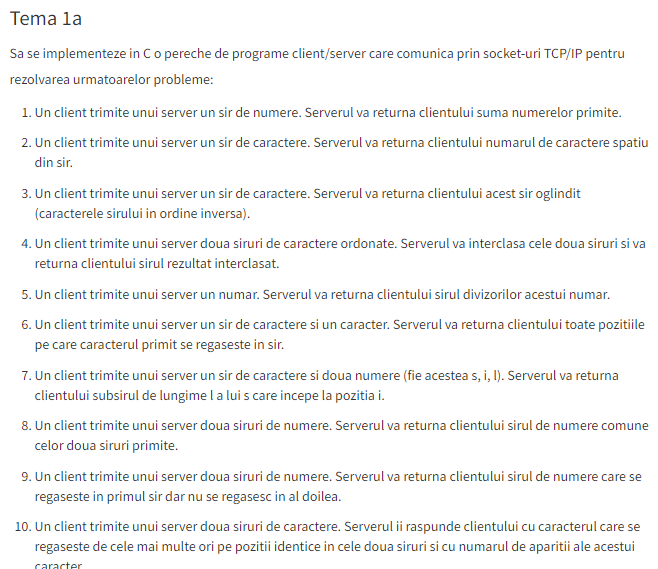 Tema 1a
Sa se implementeze in C o pereche de programe client/server care comunica prin socket-uri TCP/IP pentru
rezolvarea urmatoarelor probleme:
1. Un client trimite unui server un sir de numere. Serverul va returna clientului suma numerelor primite.
2. Un client trimite unui server un sir de caractere. Serverul va returna clientului numarul de caractere spatiu
din sir.
3. Un client trimite unui server un sir de caractere. Serverul va returna clientului acest sir oglindit
(caracterele sirului in ordine inversa).
4. Un client trimite unui server doua siruri de caractere ordonate. Serverul va interclasa cele doua siruri si va
returna clientului sirul rezultat interclasat.
5. Un client trimite unui server un numar. Serverul va returna clientului sirul divizorilor acestui numar.
6. Un client trimite unui server un sir de caractere si un caracter. Serverul va returna clientului toate pozitiile
pe care caracterul primit se regaseste in sir.
7. Un client trimite unui server un sir de caractere si doua numere (fie acestea s, i, l). Serverul va returna
clientului subsirul de lungime l a lui s care incepe la pozitia i.
8. Un client trimite unui server doua siruri de numere. Serverul va returna clientului sirul de numere comune
celor doua siruri primite.
9. Un client trimite unui server doua siruri de numere. Serverul va returna clientului sirul de numere care se
regaseste in primul sir dar nu se regasesc in al doilea.
10. Un client trimite unui server doua siruri de caractere. Serverul ii raspunde clientului cu caracterul care se
regaseste de cele mai multe ori pe pozitii identice in cele doua siruri si cu numarul de aparitii ale acestui
caracter